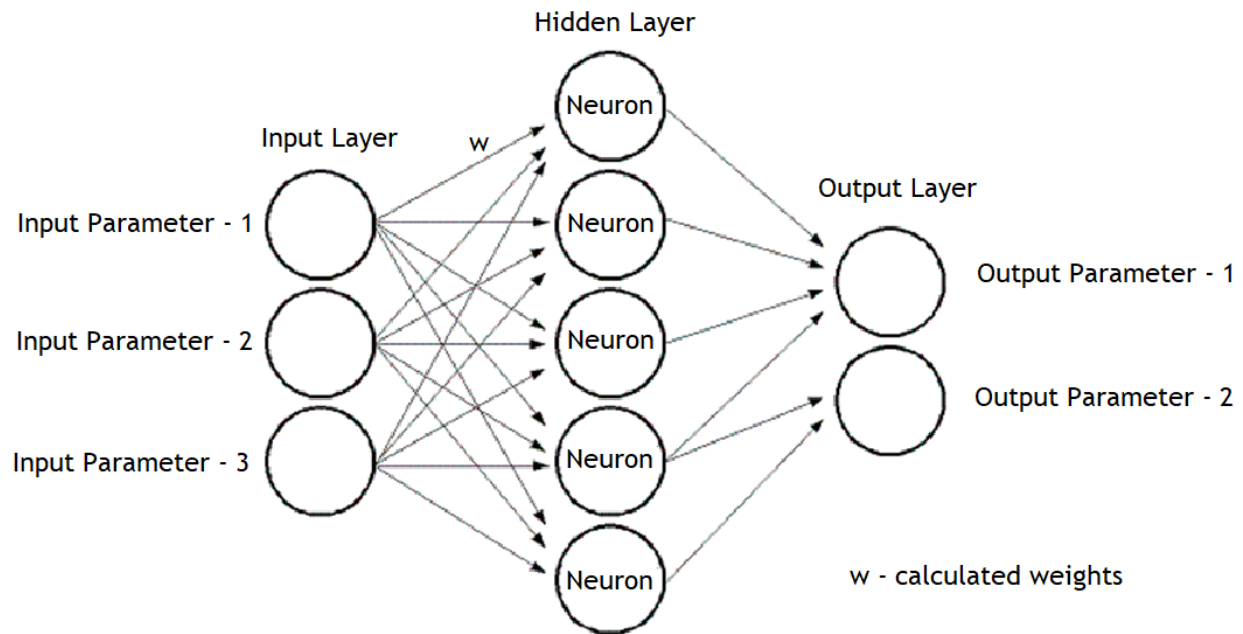 Hidden Layer
Neuron
Input Layer
w
Output Layer
Input Parameter - 1
Neuron
Output Parameter - 1
Input Parameter - 2
Neuron
Output Parameter - 2
Input Parameter - 3
Neuron
Neuron
w - calculated weights